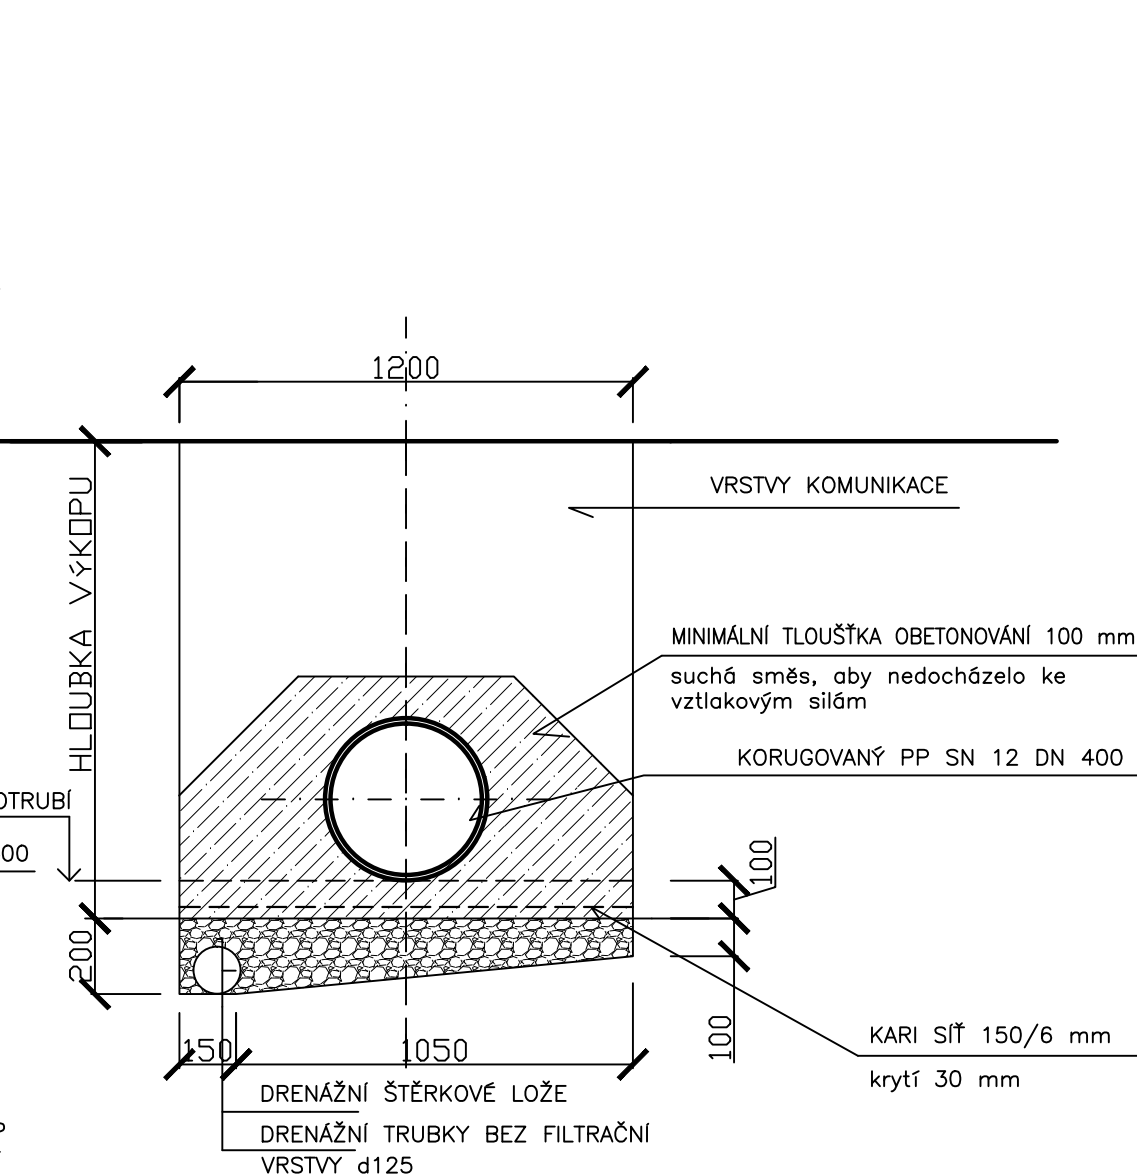 1200
VRSTVY KOMUNIKACE
HLOUBKA VÝKOPU
MINIMÁLNÍ TLOUŠŤKA OBETONOVÁNÍ 100 mm
suchá směs, aby nedocházelo ke
vztlakovým silám
KORUGOVANÝ PP SN 12 DN 400
OTRUBÍ
00
100
200
100
150
1050
KARI SÍŤ 150/6 mm
krytí 30 mm
DRENÁŽNÍ ŠTĚRKOVÉ LOŽE
DRENÁŽNÍ TRUBKY BEZ FILTRAČNÍ
VRSTVY d125